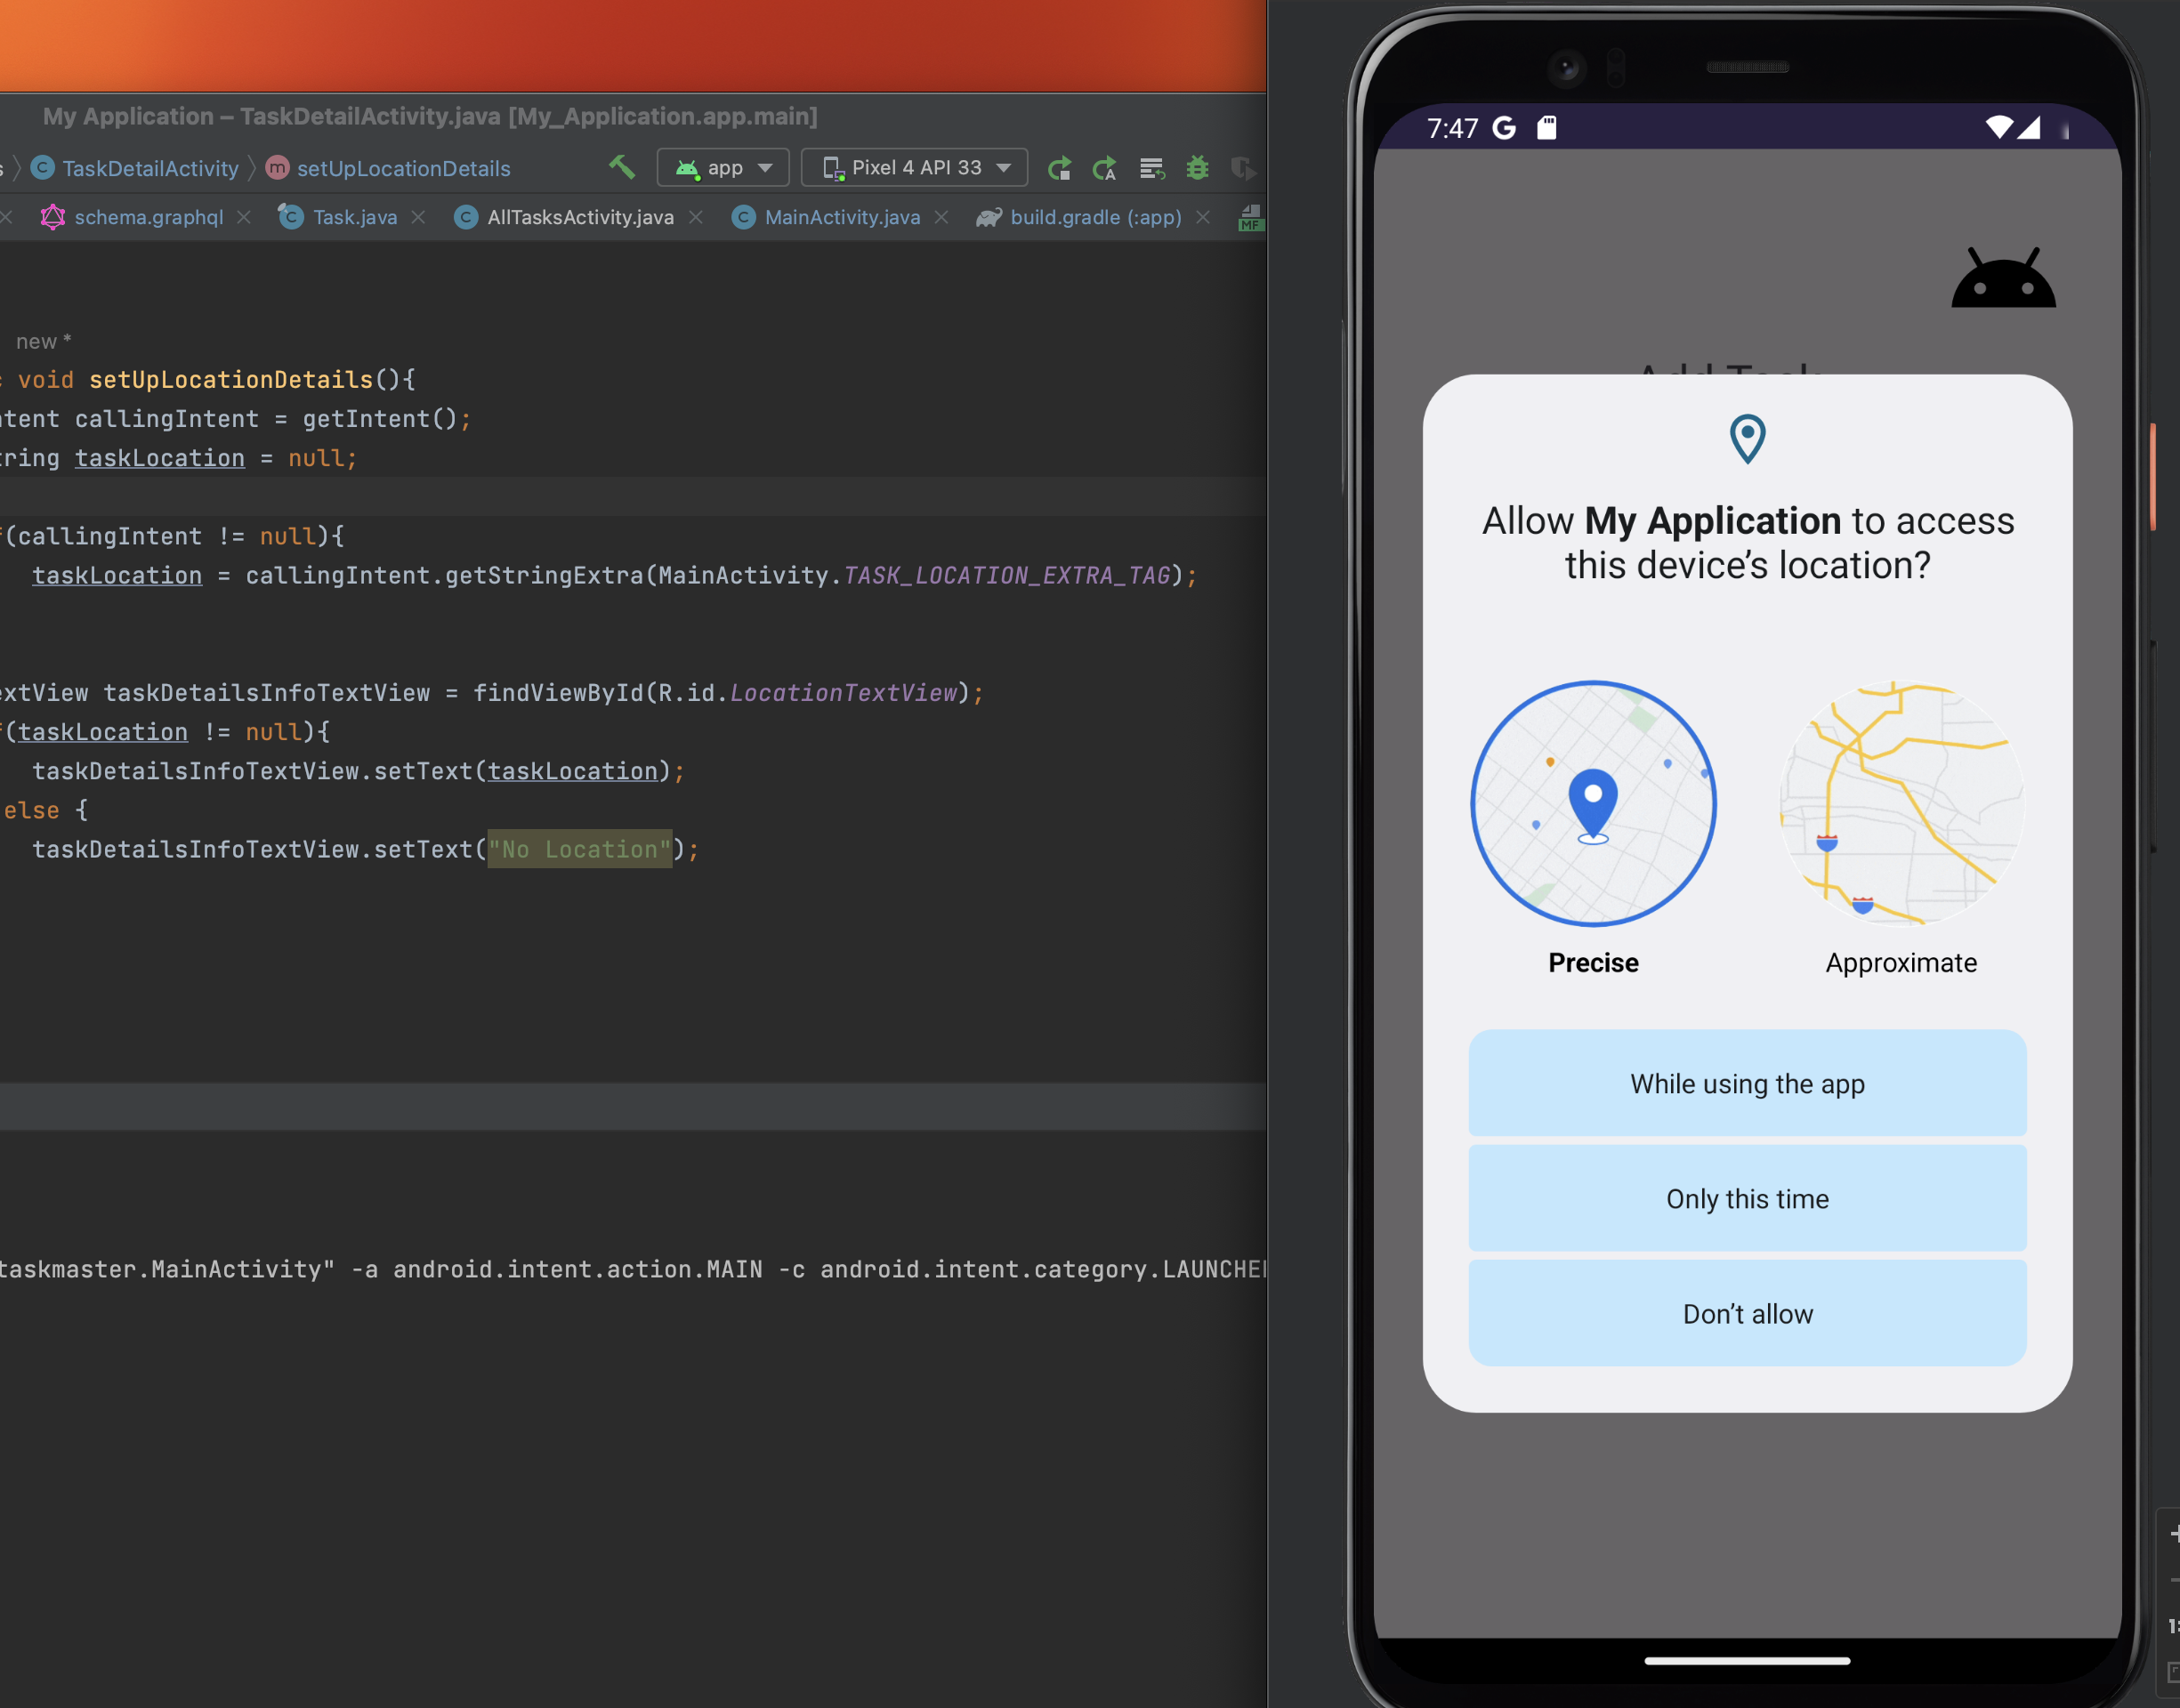 My Application – TaskDetailActivity.java [My_Application.app.main]
TaskDetailActivity
setUpLocationDetails
app
Pixel 4 API 33
schema.graphql
Task.java
AllTasksActivity.java
MainActivity.java
build.gradle (:app)
MF
new *
void setUpLocationDetails(){
callingIntent = getIntent();
taskLocation = null;
(callingIntent != null){
taskLocation = callingIntent.getStringExtra(MainActivity.TASK_LOCATION_EXTRA_TAG);
taskDetailsInfoTextView = findViewById(R.id.LocationTextView);
(taskLocation != null){
taskDetailsInfoTextView.setText(taskLocation);
else {
taskDetailsInfoTextView.setText("No Location");
taskmaster.MainActivity" -a android.intent.action.MAIN -c android.intent.category.LAUNCHER
7:47
Add Task
Allow My Application to access
this device's location?
Precise
Approximate
While using the app
Only this time
Don't allow